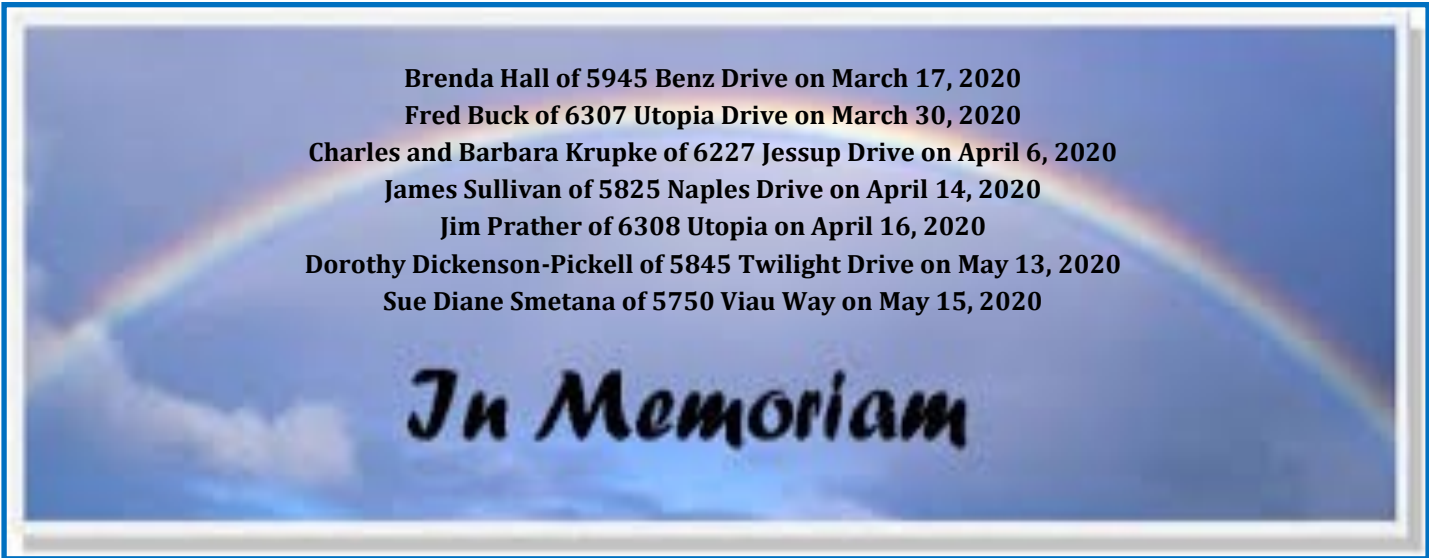 Brenda Hall of 5945 Benz Drive on March 17, 2020
Fred Buck of 6307 Utopia Drive on March 30, 2020
Charles and Barbara Krupke of 6227 Jessup Drive on April 6, 2020
James Sullivan of 5825 Naples Drive on April 14, 2020
Jim Prather of 6308 Utopia on April 16, 2020
Dorothy Dickenson-Pickell of 5845 Twilight Drive on May 13, 2020
Sue Diane Smetana of 5750 Viau Way on May 15, 2020
In Memoriam